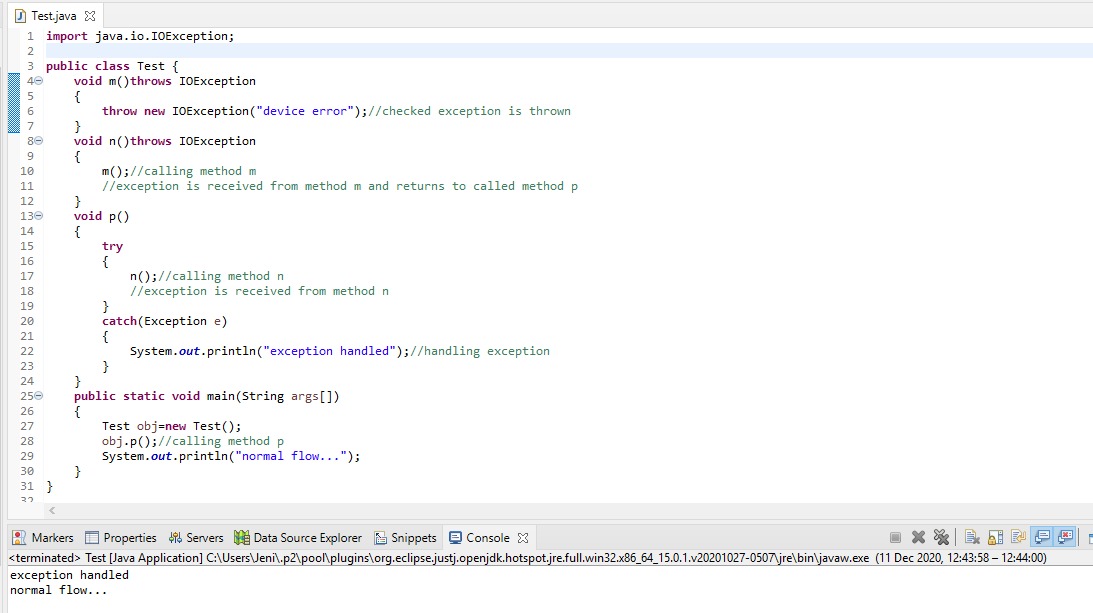 Test.java
1 import java.io.IOException;
2
3 public class Test {
4 void m()throws IOException
5 {
6 throw new IOException("device error");//checked exception is thrown
7 }
8 void n()throws IOException
9 {
10 m();//calling method m
11 //exception is received from method m and returns to called method p
12 }
13 void p()
14 {
15 try
16 {
17 n();//calling method n
18 //exception is received from method n
19 }
20 catch(Exception e)
21 {
22 System.out.println("exception handled");//handling exception
23 }
24 }
25 public static void main(String args[])
26 {
27 Test obj=new Test();
28 obj.p();//calling method p
29 System.out.println("normal flow...");
30 }
31 }
32
Markers Properties Servers Data Source Explorer Snippets Console
<terminated> Test [Java Application] C:\Users\Jeni\.p2\pool\plugins\org.eclipse.justj.openjdk.hotspot.jre.full.win32.x86_64_15.0.1.v20201027-0507\jre\bin\javaw.exe (11 Dec 2020, 12:43:58 – 12:44:00)
exception handled
normal flow...